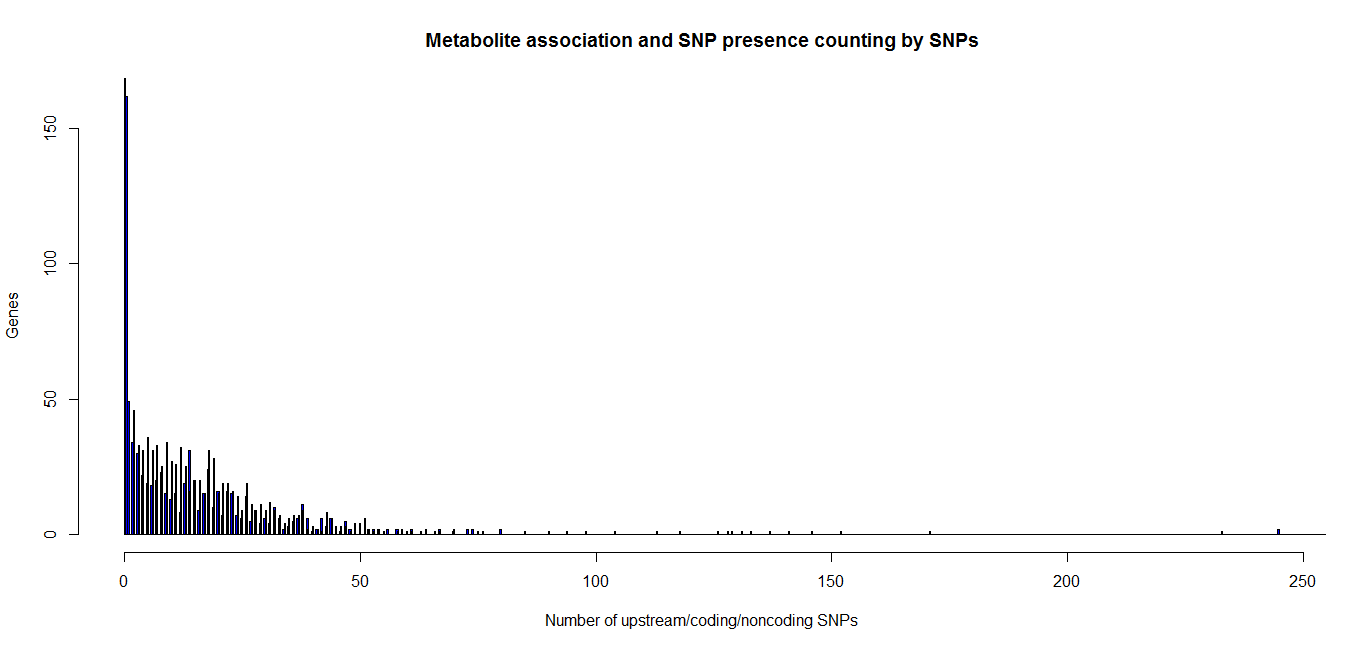 Metabolite association and SNP presence counting by SNPs
Genes
150
100
50
0
0 50 100 150 200 250
Number of upstream/coding/noncoding SNPs